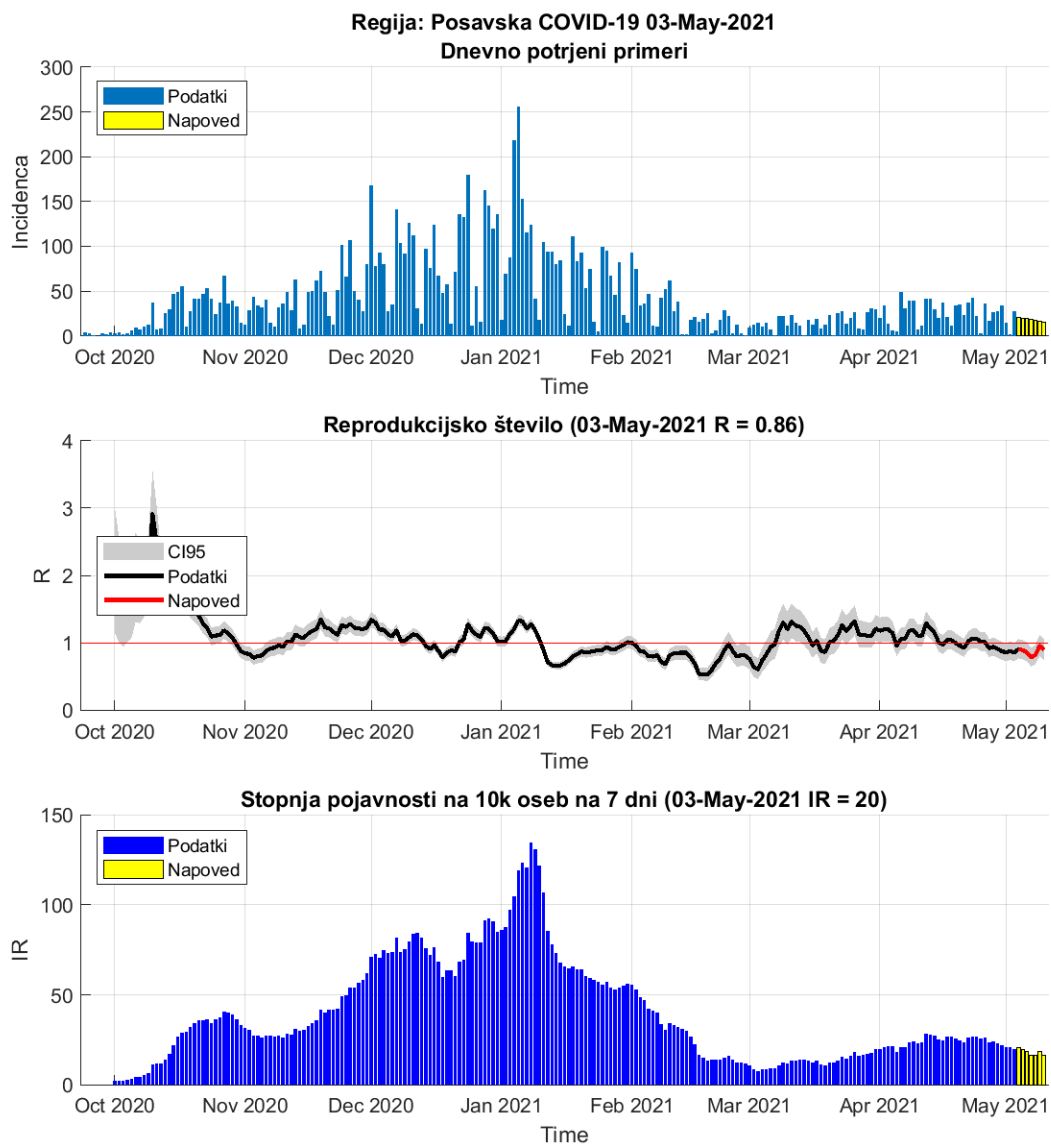 Regija: Posavska COVID-19 03-May-2021
Dnevno potrjeni primeri
300
250
200
150
100
50
0
Incidenca
Podatki
Napoved
Oct 2020 Nov 2020 Dec 2020 Jan 2021 Feb 2021 Mar 2021 Apr 2021 May 2021
Time
Reprodukcijsko število (03-May-2021 R = 0.86)
4
3
2
1
0
R
CI95
Podatki
Napoved
Oct 2020 Nov 2020 Dec 2020 Jan 2021 Feb 2021 Mar 2021 Apr 2021 May 2021
Time
Stopnja pojavnosti na 10k oseb na 7 dni (03-May-2021 IR = 20)
150
100
50
0
IR
Podatki
Napoved
Oct 2020 Nov 2020 Dec 2020 Jan 2021 Feb 2021 Mar 2021 Apr 2021 May 2021
Time